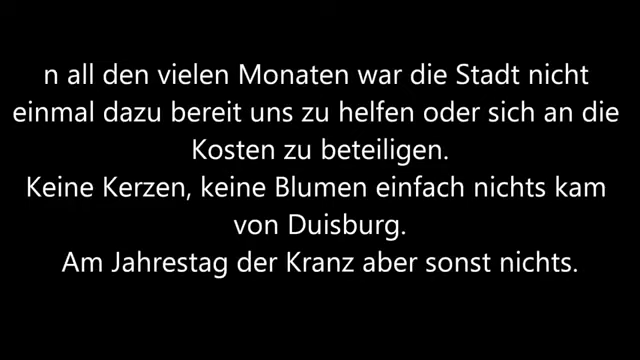 n all den vielen Monaten war die Stadt nicht
einmal dazu bereit uns zu helfen oder sich an die
Kosten zu beteiligen.
Keine Kerzen, keine Blumen einfach nichts kam
von Duisburg.
Am Jahrestag der Kranz aber sonst nichts.